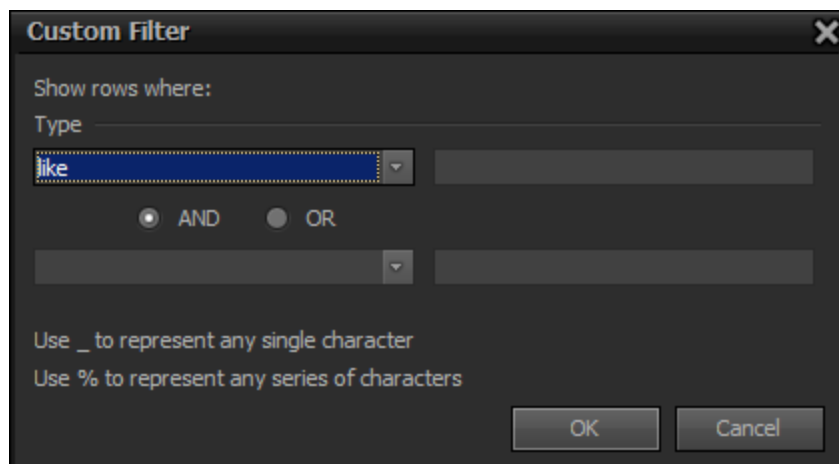 Custom Filter
Show rows where:
Type
like
AND OR
Use _ to represent any single character
Use % to represent any series of characters
OK Cancel